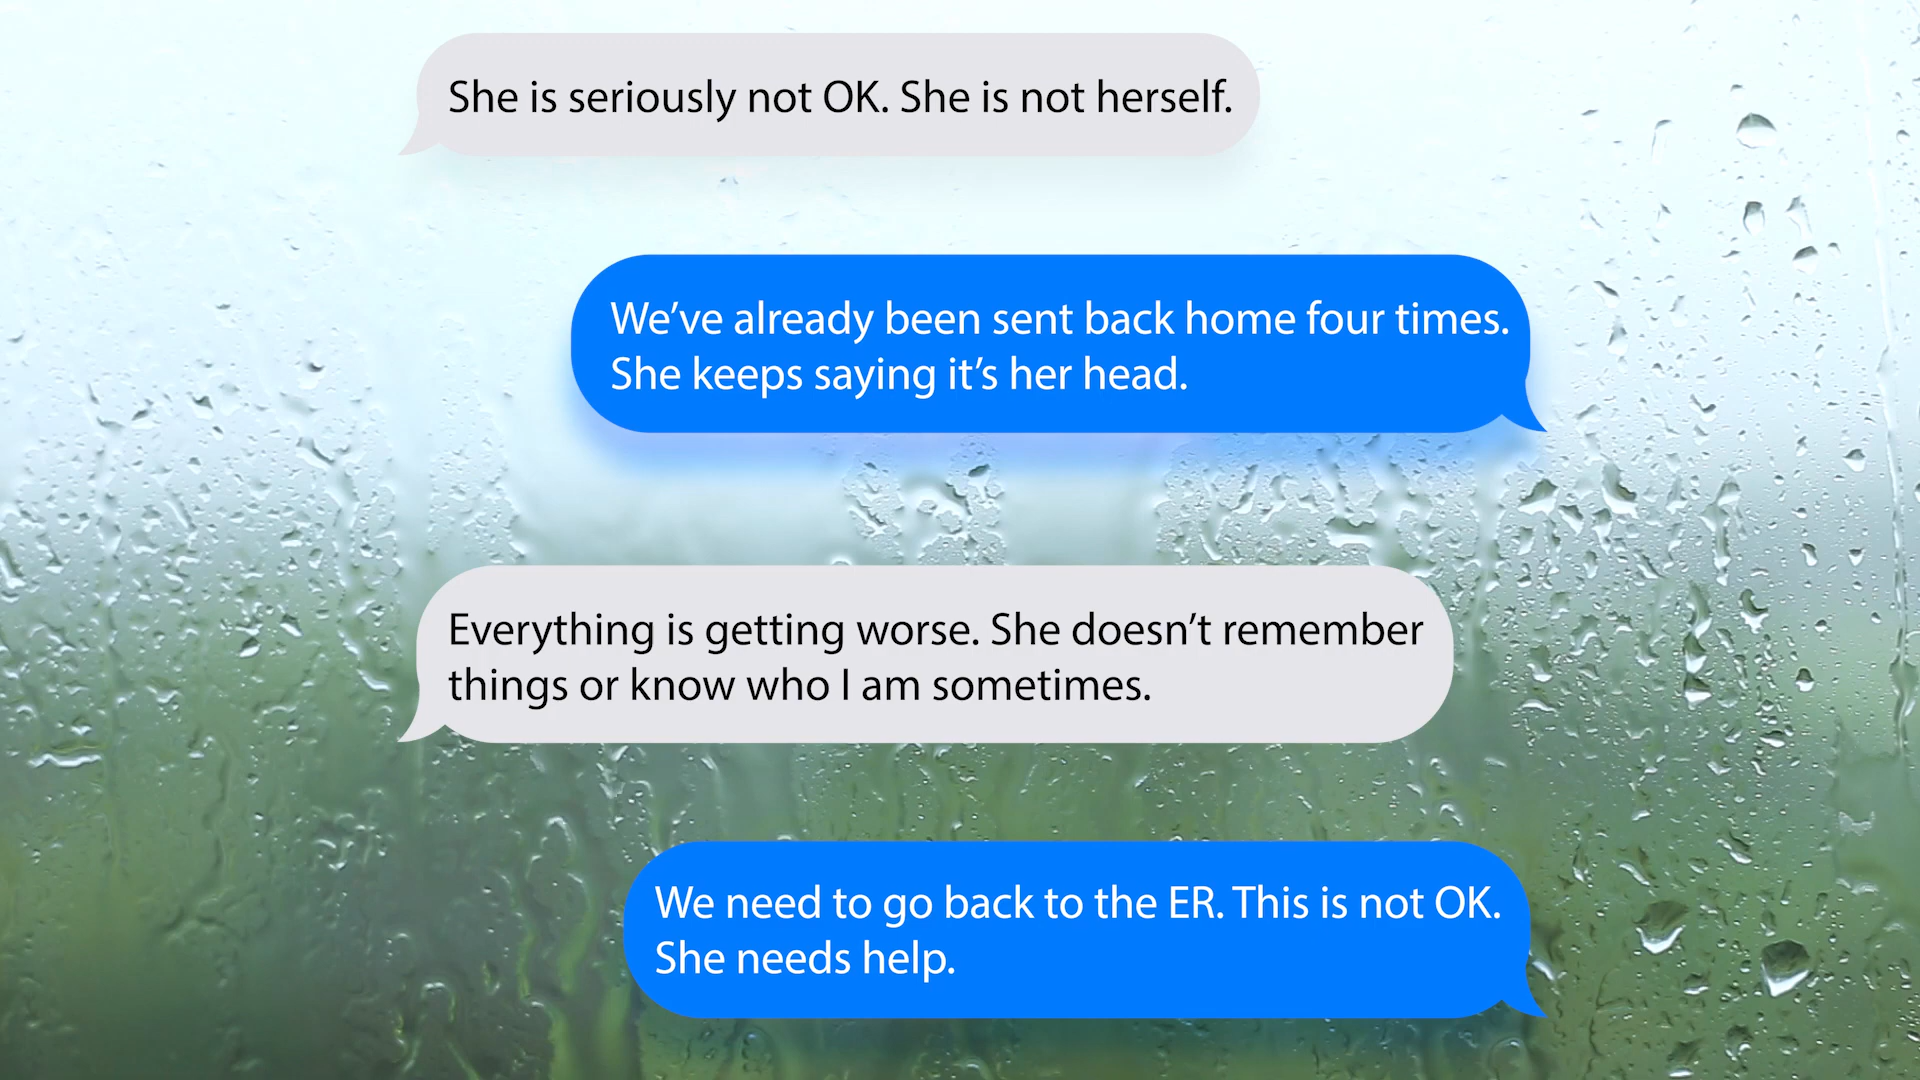 She is seriously not OK. She is not herself.
We’ve already been sent back home four times.
She keeps saying it’s her head.
Everything is getting worse. She doesn’t remember
things or know who I am sometimes.
We need to go back to the ER. This is not OK.
She needs help.